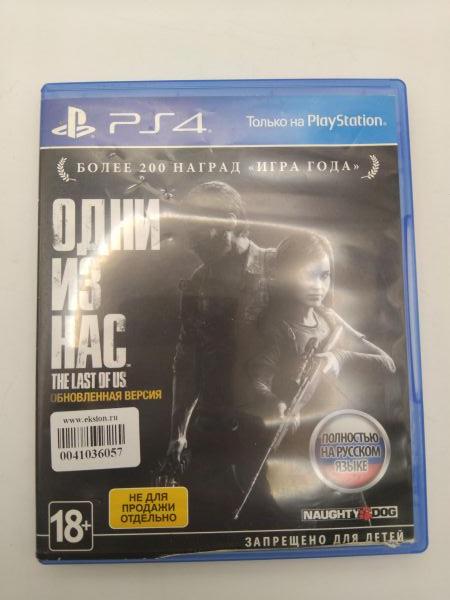 PS4
Только на PlayStation.
БОЛЕЕ 200 НАГРАД «ИГРА ГОДА»
ОДНИ
ИЗ
НАС
THE LAST OF US
ОБНОВЛЕННАЯ ВЕРСИЯ
www.ekston.ru
0041036057
ПОЛНОСТЬЮ
НА РУССКОМ
ЯЗЫКЕ
НЕ ДЛЯ
ПРОДАЖИ
ОТДЕЛЬНО
18+
NAUGHTY DOG
ЗАПРЕЩЕНО ДЛЯ ДЕТЕЙ